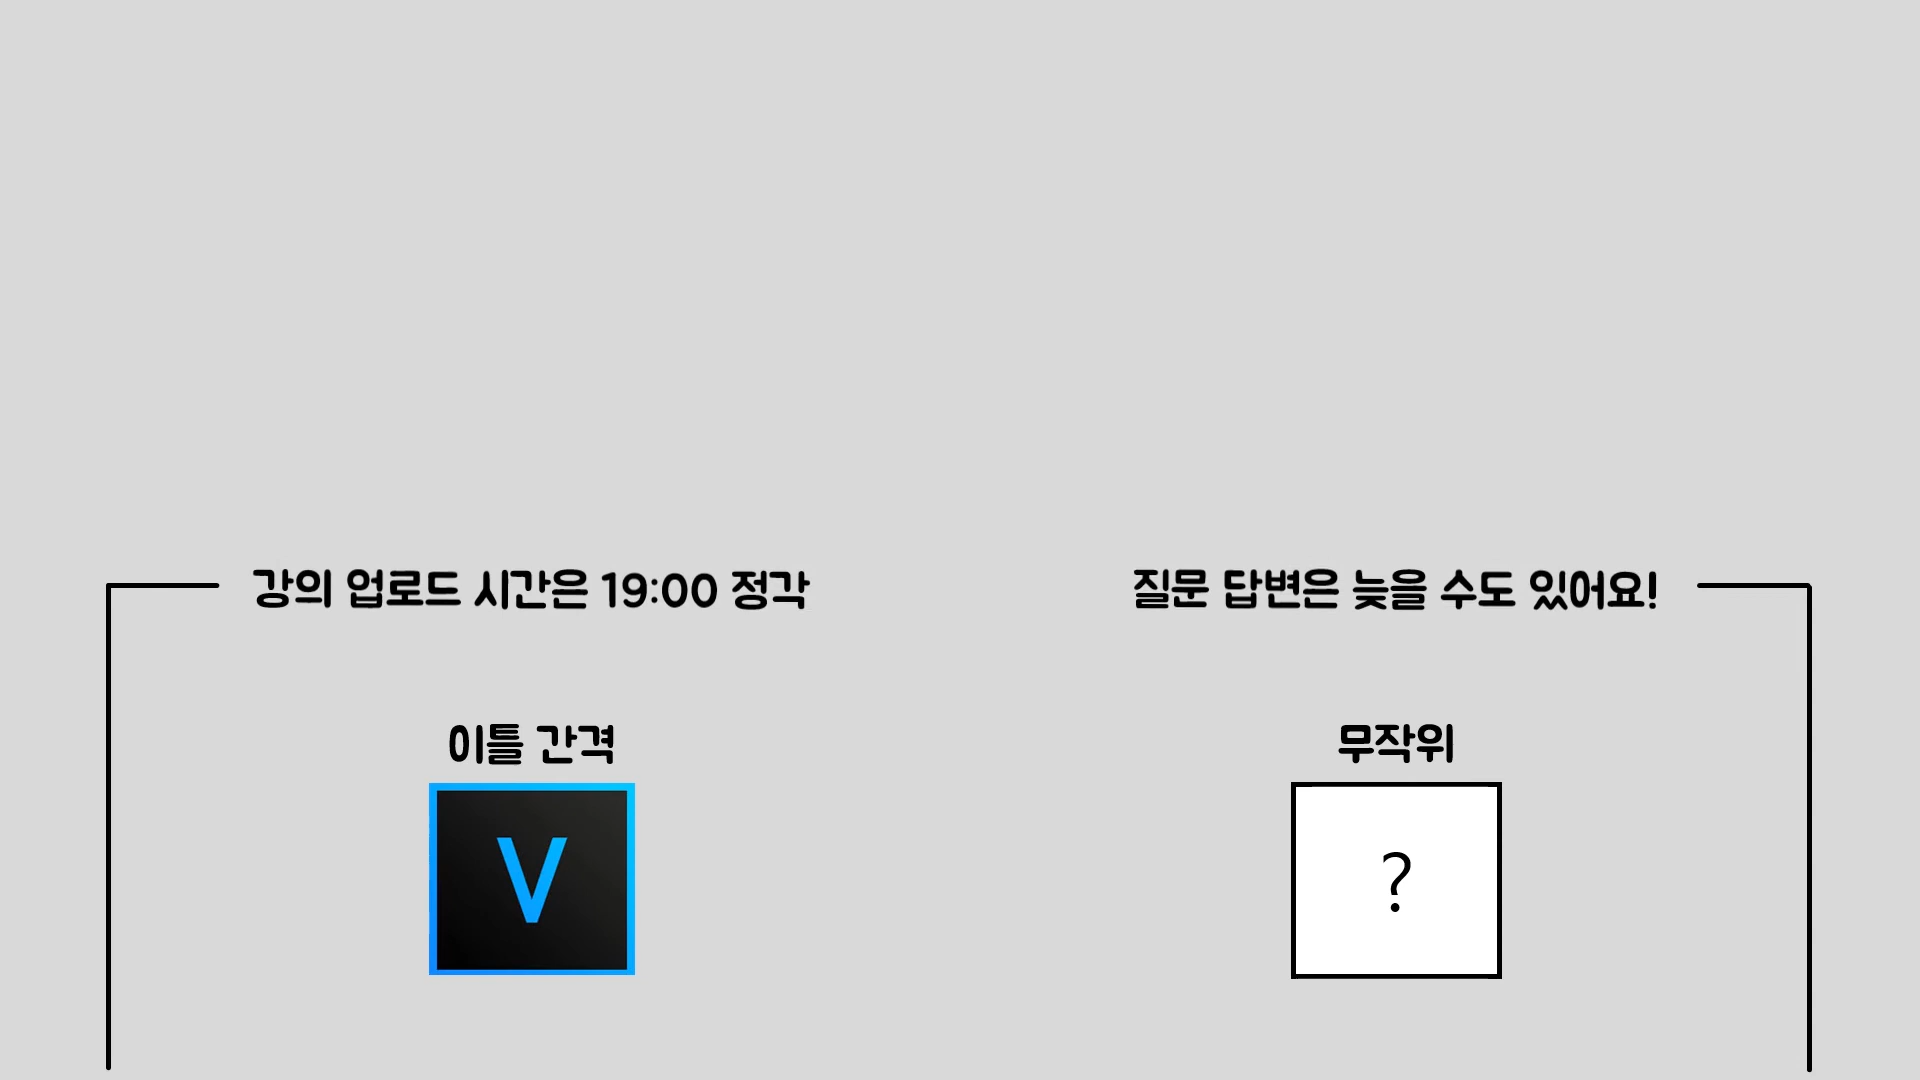 강의 업로드 시간은 19:00 정각
질문 답변은 늦을 수도 있어요!
이틀 간격
무작위
V
?